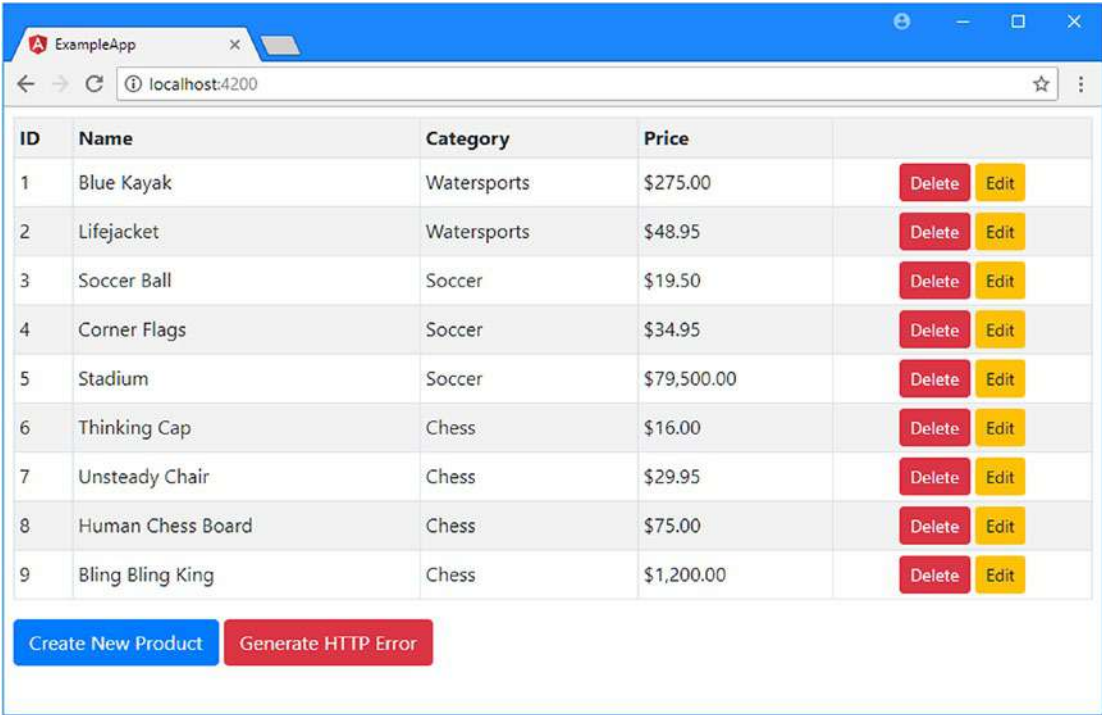 ExampleApp
localhost:4200
ID Name Category Price
1 Blue Kayak Watersports $275.00 Delete Edit
2 Lifejacket Watersports $48.95 Delete Edit
3 Soccer Ball Soccer $19.50 Delete Edit
4 Corner Flags Soccer $34.95 Delete Edit
5 Stadium Soccer $79,500.00 Delete Edit
6 Thinking Cap Chess $16.00 Delete Edit
7 Unsteady Chair Chess $29.95 Delete Edit
8 Human Chess Board Chess $75.00 Delete Edit
9 Bling Bling King Chess $1,200.00 Delete Edit
Create New Product Generate HTTP Error